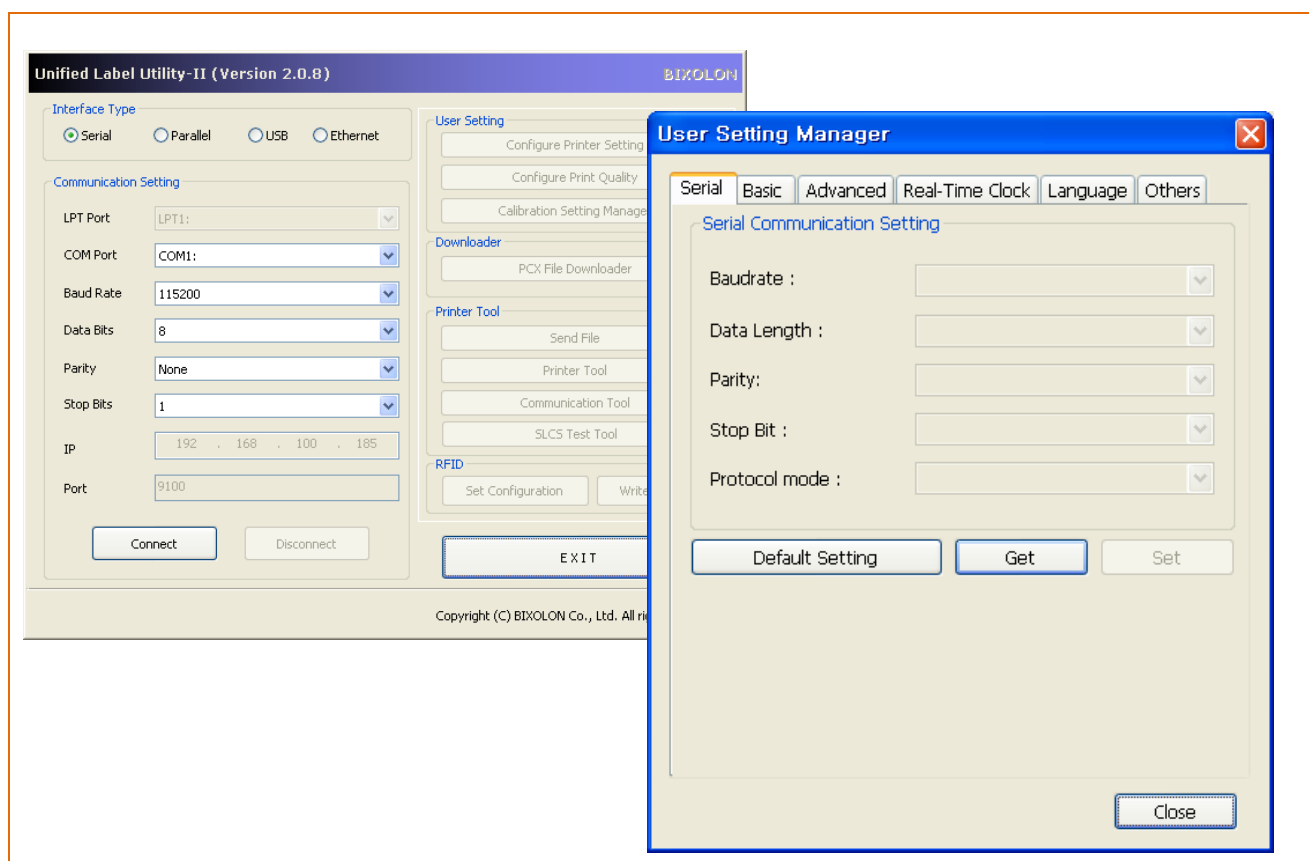 Unified Label Utility-II (Version 2.0.8)
BIXOLON
Interface Type
Serial
Parallel
USB
Ethernet
Communication Setting
LPT Port
LPT1:
COM Port
COM1:
Baud Rate
115200
Data Bits
8
Parity
None
Stop Bits
1
IP
192 . 168 . 100 . 185
Port
9100
Connect
Disconnect
User Setting
Configure Printer Setting
Configure Print Quality
Calibration Setting Manage
Downloader
PCX File Downloader
Printer Tool
Send File
Printer Tool
Communication Tool
SLCS Test Tool
RFID
Set Configuration
Write
EXIT
Copyright (C) BIXOLON Co., Ltd. All ri
User Setting Manager
Serial
Basic
Advanced
Real-Time Clock
Language
Others
Serial Communication Setting
Baudrate :
Data Length :
Parity:
Stop Bit :
Protocol mode :
Default Setting
Get
Set
Close